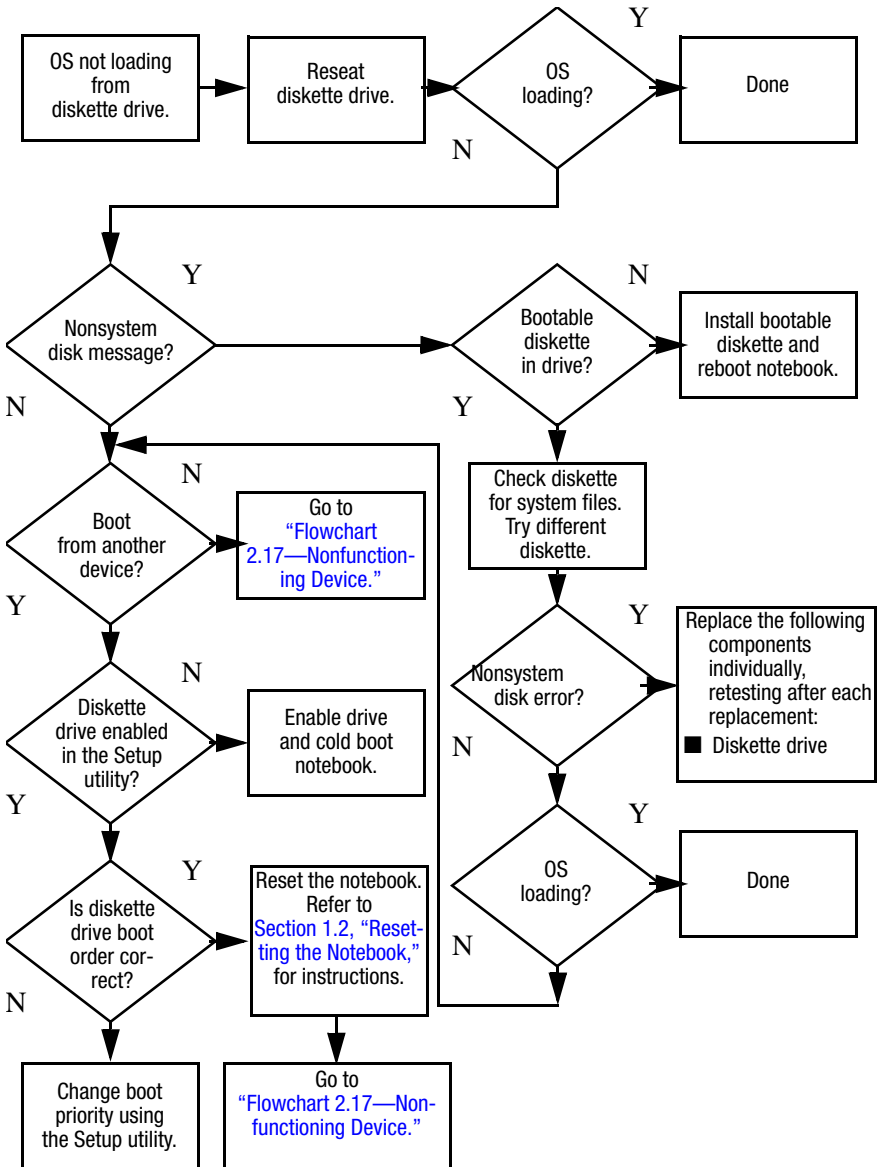 Y
OS not loading
from
diskette drive.
Reseat
diskette drive.
OS
loading?
Done
N
Y
N
Nonsystem
disk message?
Bootable
diskette
in drive?
Install bootable
diskette and
reboot notebook.
N
Y
N
Check diskette
for system files.
Try different
diskette.
Boot
from another
device?
Go to
“Flowchart
2.17—Nonfunction-
ing Device.”
Y
Y
Replace the following
components
individually,
retesting after each
replacement:
■ Diskette drive
N
Nonsystem
disk error?
Diskette
drive enabled
in the Setup
utility?
Enable drive
and cold boot
notebook.
N
Y
Y
Y
OS
loading?
Done
Reset the notebook.
Refer to
Section 1.2, “Reset-
ting the Notebook,”
for instructions.
Is diskette
drive boot
order cor-
rect?
N
N
Change boot
priority using
the Setup utility.
Go to
“Flowchart 2.17—Non-
functioning Device.”